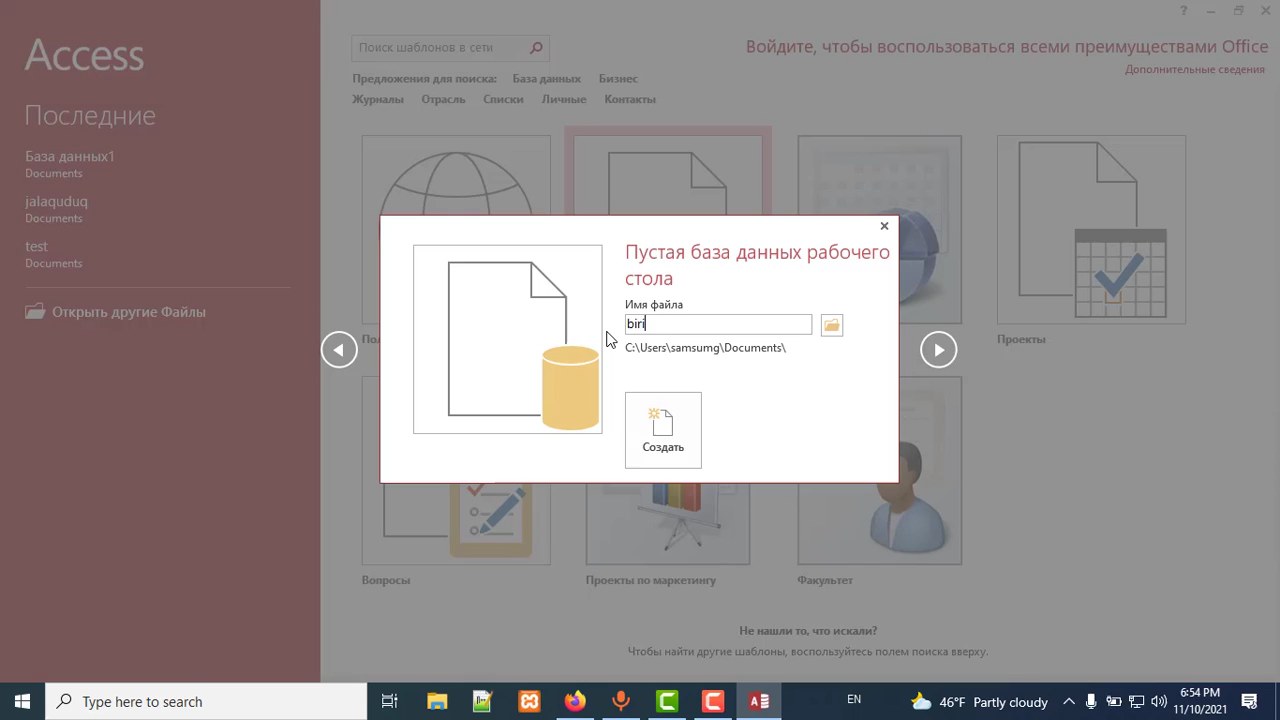 Access
Последние
База данных1
Documents
jalaquduq
Documents
test
Documents
Открыть другие Файлы
?
Поиск шаблонов в сети
Войдите, чтобы воспользоваться всеми преимуществами Office
Дополнительные сведения
Предложения для поиска: База данных Бизнес
Журналы Отрасль Списки Личные Контакты
Пустая база данных рабочего
стола
Имя файла
biri
C:\Users\samsumg\Documents\
Создать
Проекты
Вопросы
Проекты по маркетингу
Факультет
Не нашли то, что искали?
Чтобы найти другие шаблоны, воспользуйтесь полем поиска вверху.
Type here to search
EN
46°F Partly cloudy
6:54 PM
11/10/2021